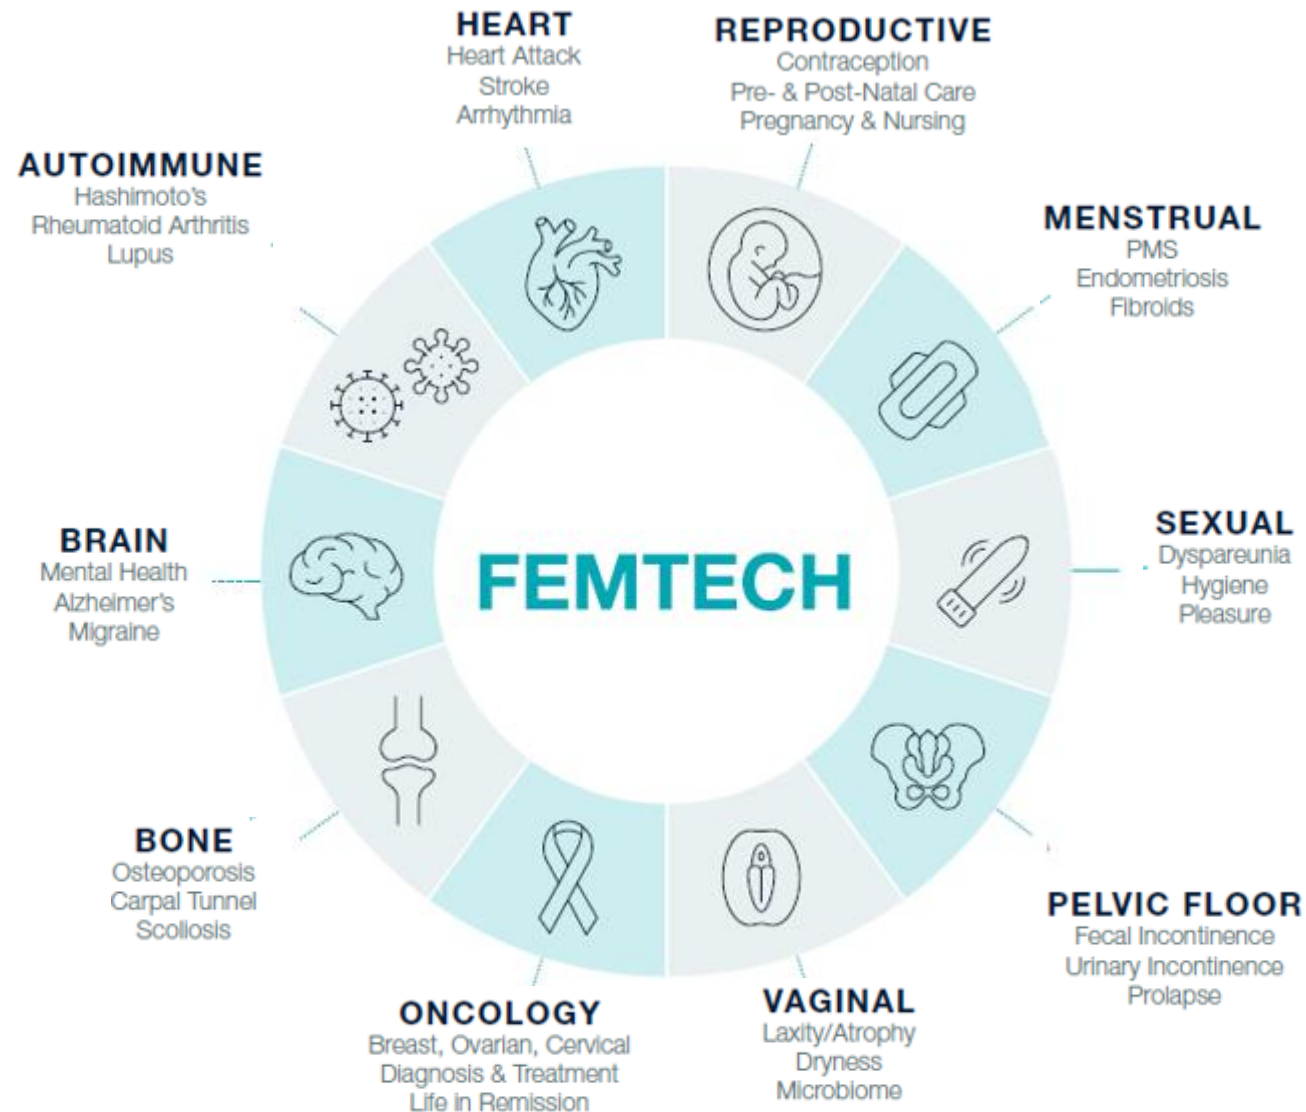 HEART
Heart Attack
Stroke
Arrhythmia
REPRODUCTIVE
Contraception
Pre- & Post-Natal Care
Pregnancy & Nursing
AUTOIMMUNE
Hashimoto's
Rheumatoid Arthritis
Lupus
MENSTRUAL
PMS
Endometriosis
Fibroids
BRAIN
Mental Health
Alzheimer's
Migraine
FEMTECH
SEXUAL
Dyspareunia
Hygiene
Pleasure
BONE
Osteoporosis
Carpal Tunnel
Scoliosis
PELVIC FLOOR
Fecal Incontinence
Urinary Incontinence
Prolapse
ONCOLOGY
Breast, Ovarian, Cervical
Diagnosis & Treatment
Life in Remission
VAGINAL
Laxity/Atrophy
Dryness
Microbiome